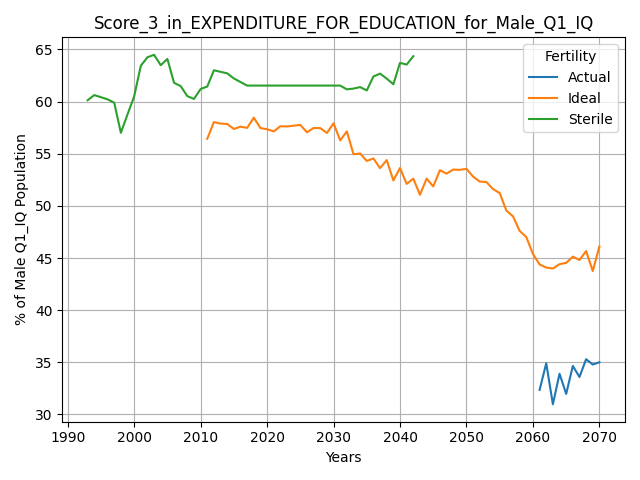 Score_3_in_EXPENDITURE_FOR_EDUCATION_for_Male_Q1_IQ
% of Male Q1_IQ Population
65
60
55
50
45
40
35
30
Fertility
Actual
Ideal
Sterile
1990 2000 2010 2020 2030 2040 2050 2060 2070
Years